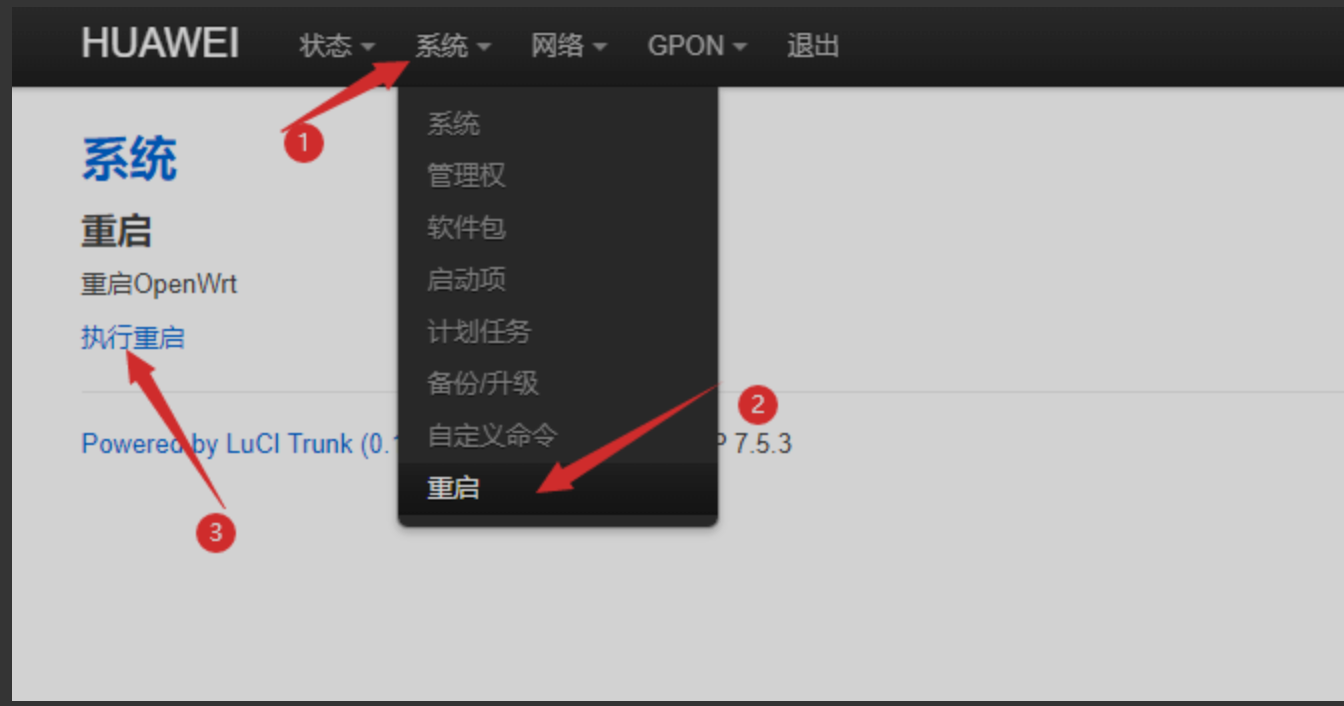 HUAWEI 状态 系统 网络 GPON 退出
1
系统
管理权
软件包
启动项
计划任务
备份/升级
自定义命令
重启
2
系统
重启
重启OpenWrt
执行重启
3
Powered by LuCI Trunk (0. 7.5.3